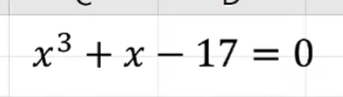 x³ + x − 17 = 0